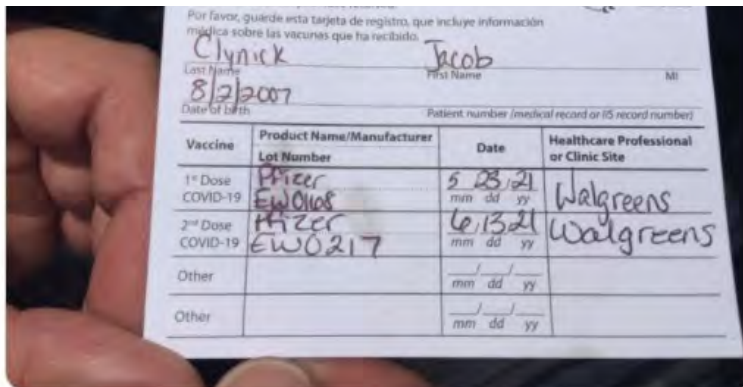 Por favor, guarde esta tarjeta de registro, que incluye información
médica sobre las vacunas que ha recibido.
Clynick Jacob
Last Name First Name MI
8/2/2007
Date of birth Patient number (medical record or IIS record number)
Vaccine Product Name/Manufacturer Date Healthcare Professional
Lot Number or Clinic Site
1st Dose Pfizer 5 23 21 Walgreens
COVID-19 EW0168 mm dd yy
2nd Dose Pfizer 6 13 21 Walgreens
COVID-19 EW0217 mm dd yy
Other / /
mm dd yy
Other / /
mm dd yy